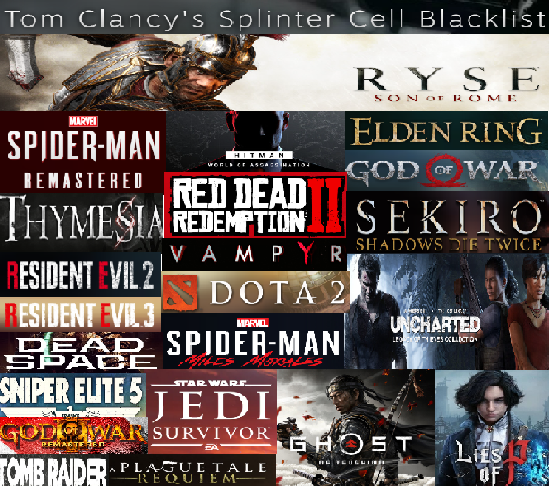 Tom Clancy's Splinter Cell Blacklist
RYSE
SON OF ROME
MARVEL
SPIDER-MAN
REMASTERED
HITMAN
WORLD OF ASSASSINATION
ELDEN RING
GOD OF WAR
RED DEAD
REDEMPTION II
THYMESIA
SEKIRO
SHADOWS DIE TWICE
VAMPYR
RESIDENT EVIL 2
DOTA 2
RESIDENT EVIL 3
UNCHARTED
LEGACY OF THIEVES COLLECTION
MARVEL
SPIDER-MAN
MILES MORALES
DEAD
SPACE
SNIPER ELITE 5
STAR WARS
JEDI
SURVIVOR
EA
GOD OF WAR
GHOST
LIES OF P
TOMB RAIDER
A PLAGUE TALE
REQUIEM